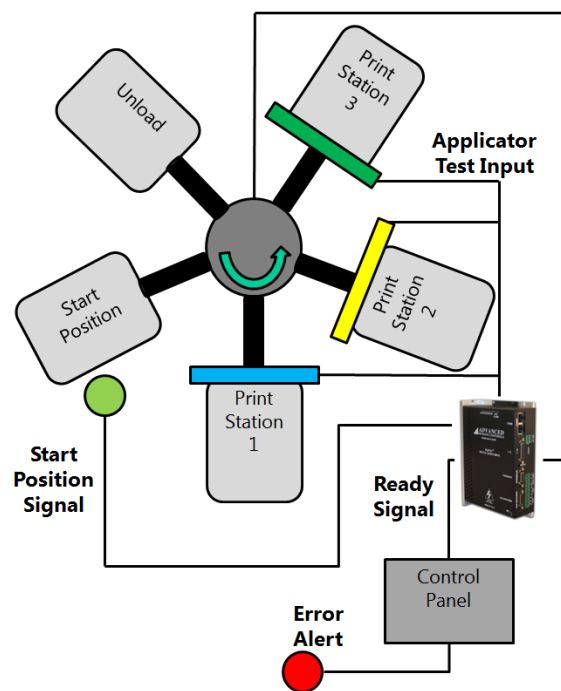 Unload
Print
Station
3
Applicator
Test Input
Start
Position
Print
Station
2
Print
Station
1
Start
Position
Signal
ADVANCED
Ready
Signal
Control
Panel
Error
Alert